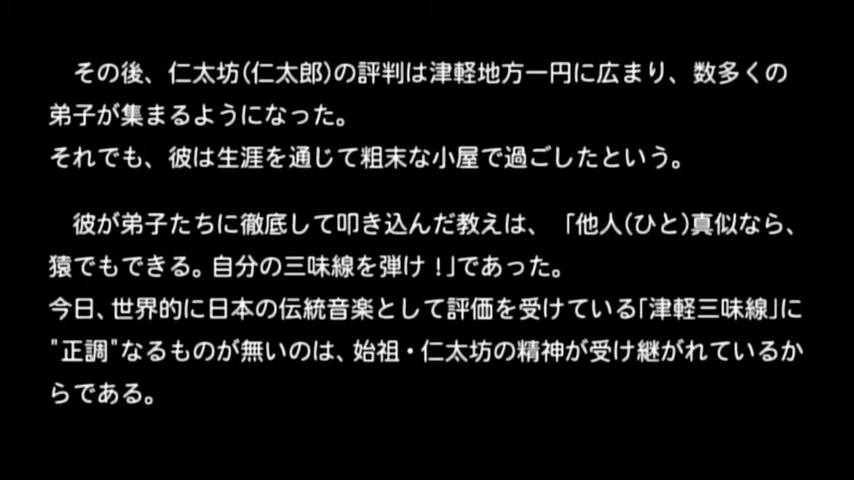 その後、仁太坊(仁太郎)の評判は津軽地方一円に広まり、数多くの
弟子が集まるようになった。
それでも、彼は生涯を通じて粗末な小屋で過ごしたという。
彼が弟子たちに徹底して叩き込んだ教えは、「他人(ひと)真似なら、
猿でもできる。自分の三味線を弾け！」であった。
今日、世界的に日本の伝統音楽として評価を受けている「津軽三味線」に
"正調"なるものが無いのは、始祖・仁太坊の精神が受け継がれているか
らである。